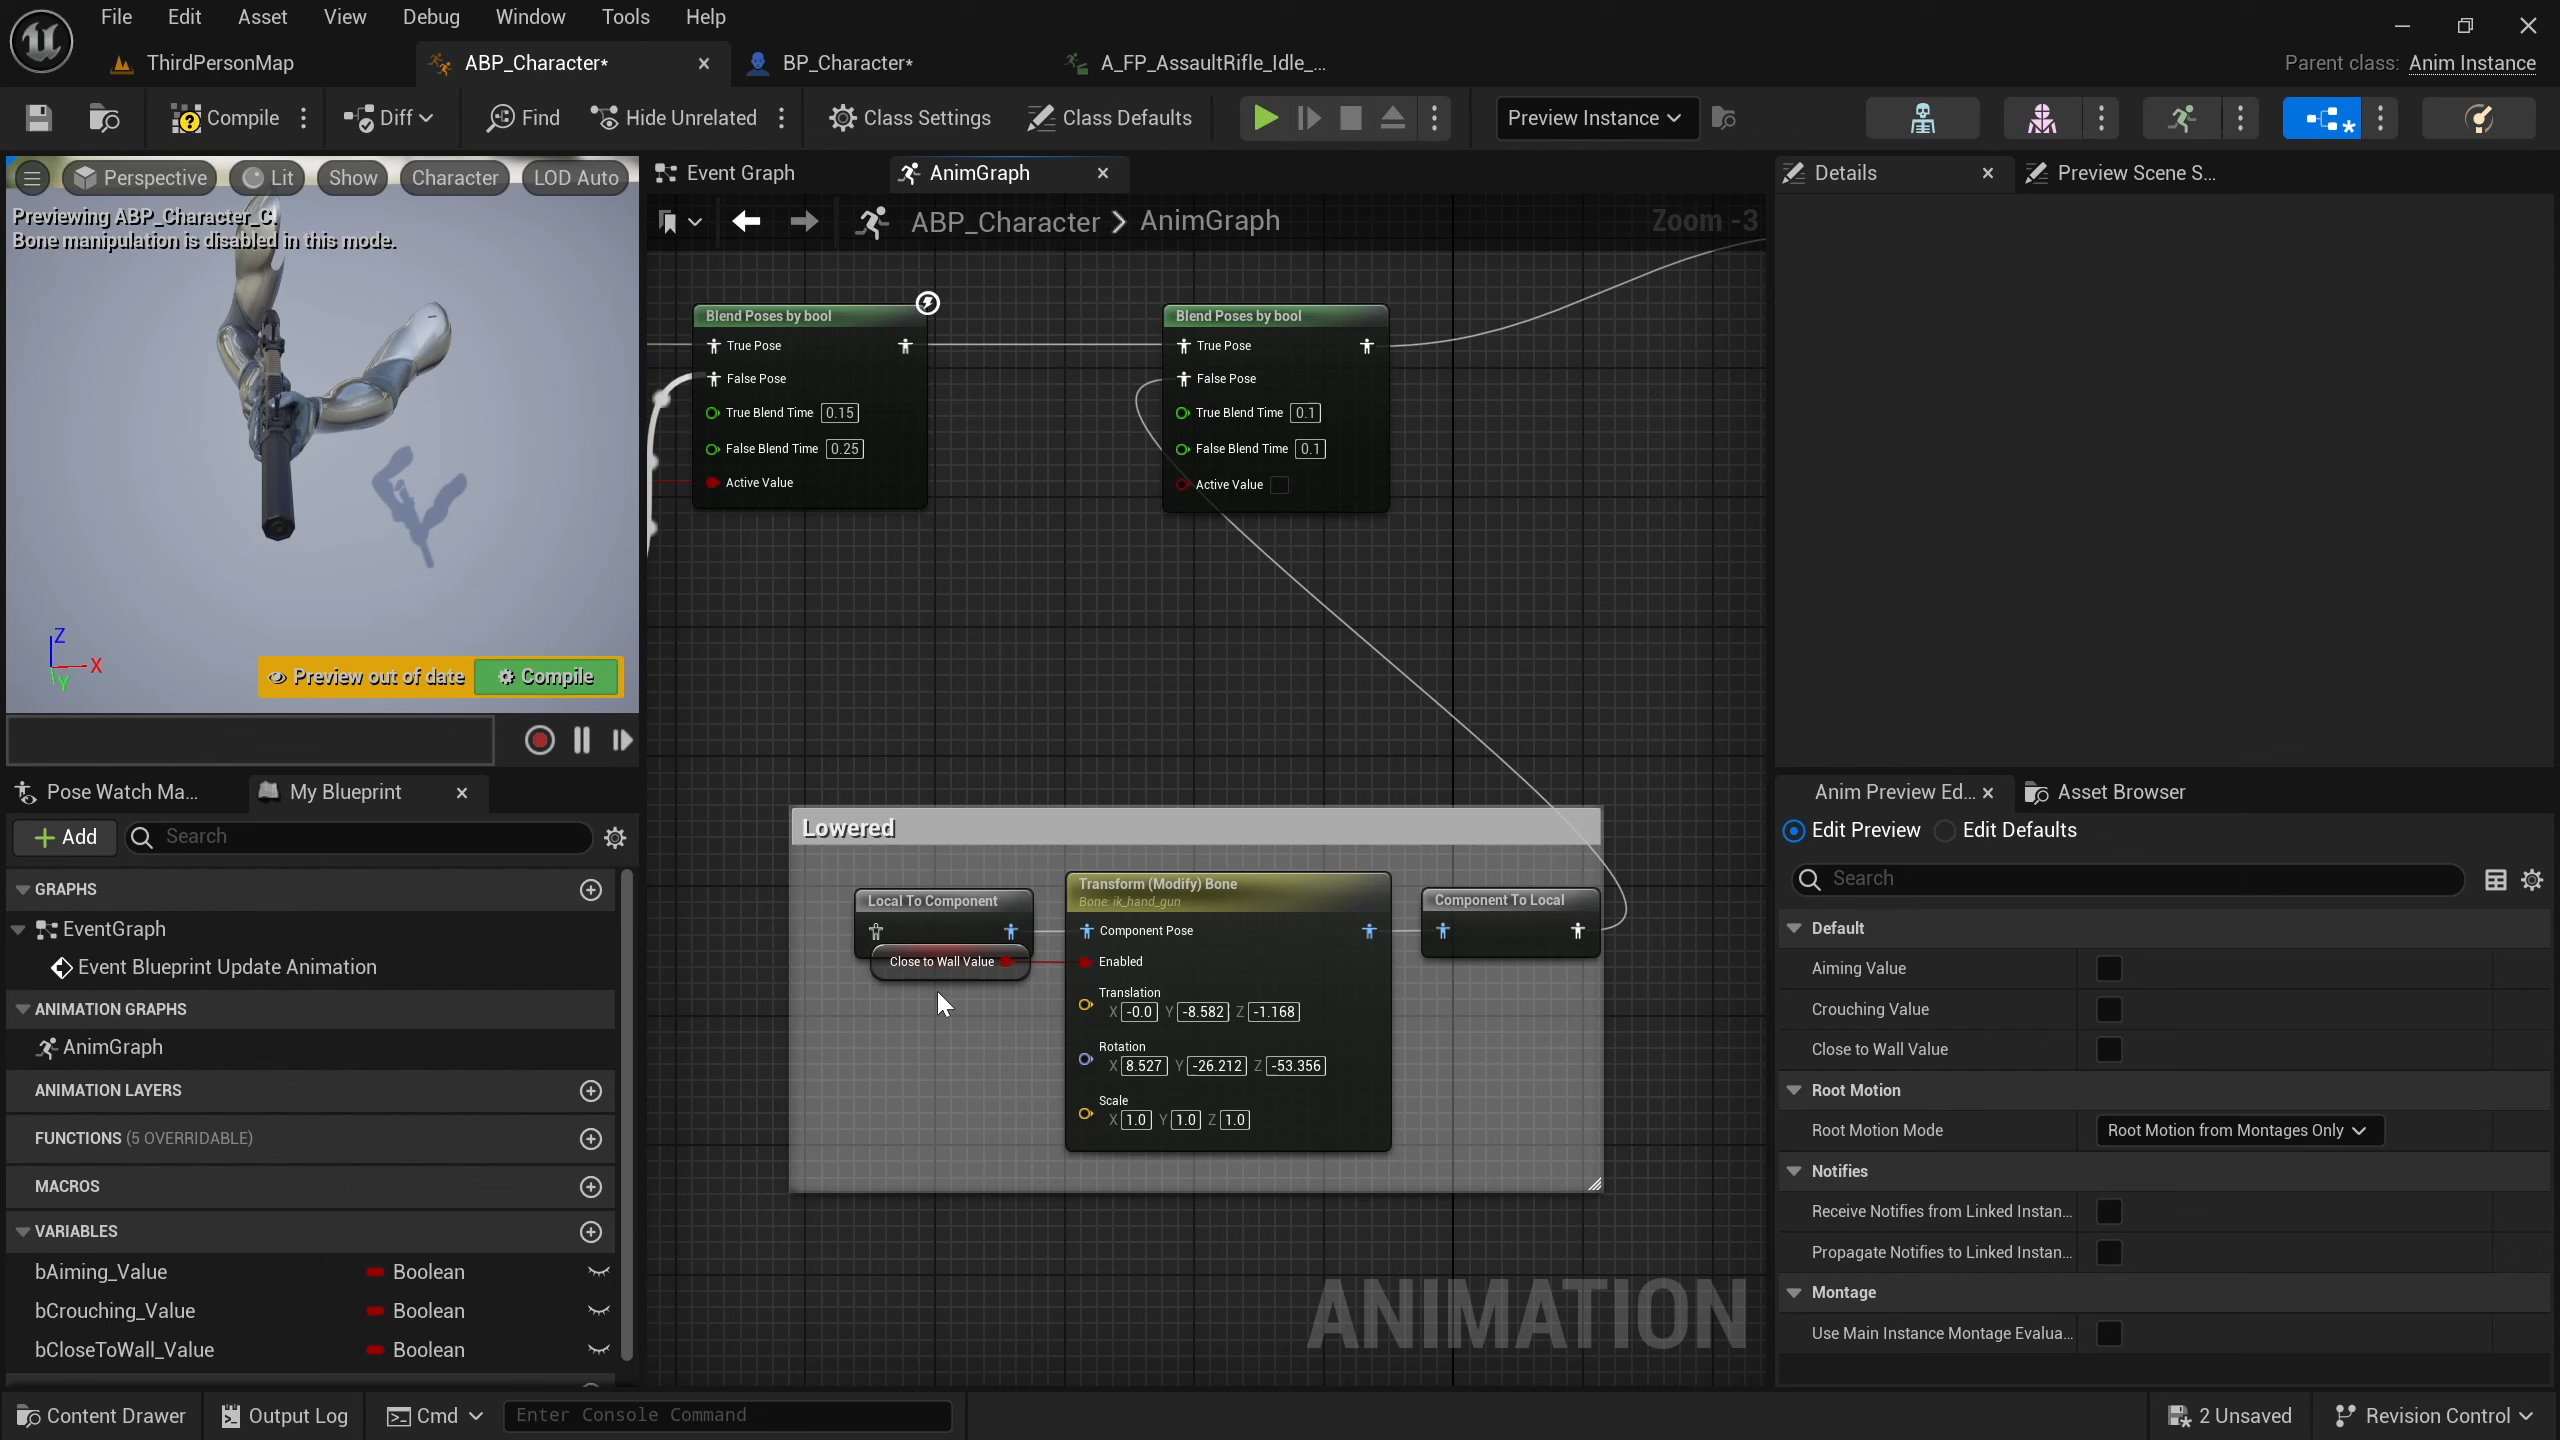 File Edit Asset View Debug Window Tools Help
ThirdPersonMap ABP_Character* BP_Character* A_FP_AssaultRifle_Idle_... Parent class: Anim Instance
Compile Diff Find Hide Unrelated Class Settings Class Defaults Preview Instance
Perspective Lit Show Character LOD Auto
Previewing ABP_Character_C.
Bone manipulation is disabled in this mode.
Z
X
Y
Preview out of date Compile
Event Graph AnimGraph
ABP_Character > AnimGraph Zoom -3
Blend Poses by bool
True Pose
False Pose
True Blend Time 0.15
False Blend Time 0.25
Active Value
Blend Poses by bool
True Pose
False Pose
True Blend Time 0.1
False Blend Time 0.1
Active Value
Lowered
Local To Component
Close to Wall Value
Transform (Modify) Bone
Bone: ik_hand_gun
Component Pose
Enabled
Translation
X -0.0 Y -8.582 Z -1.168
Rotation
X 8.527 Y -26.212 Z -53.356
Scale
X 1.0 Y 1.0 Z 1.0
Component To Local
ANIMATION
Pose Watch Ma... My Blueprint
Add Search
GRAPHS
EventGraph
Event Blueprint Update Animation
ANIMATION GRAPHS
AnimGraph
ANIMATION LAYERS
FUNCTIONS (5 OVERRIDABLE)
MACROS
VARIABLES
bAiming_Value Boolean
bCrouching_Value Boolean
bCloseToWall_Value Boolean
Details Preview Scene S...
Anim Preview Ed... Asset Browser
Edit Preview Edit Defaults
Search
Default
Aiming Value
Crouching Value
Close to Wall Value
Root Motion
Root Motion Mode Root Motion from Montages Only
Notifies
Receive Notifies from Linked Instan...
Propagate Notifies to Linked Instan...
Montage
Use Main Instance Montage Evalua...
Content Drawer Output Log Cmd Enter Console Command 2 Unsaved Revision Control